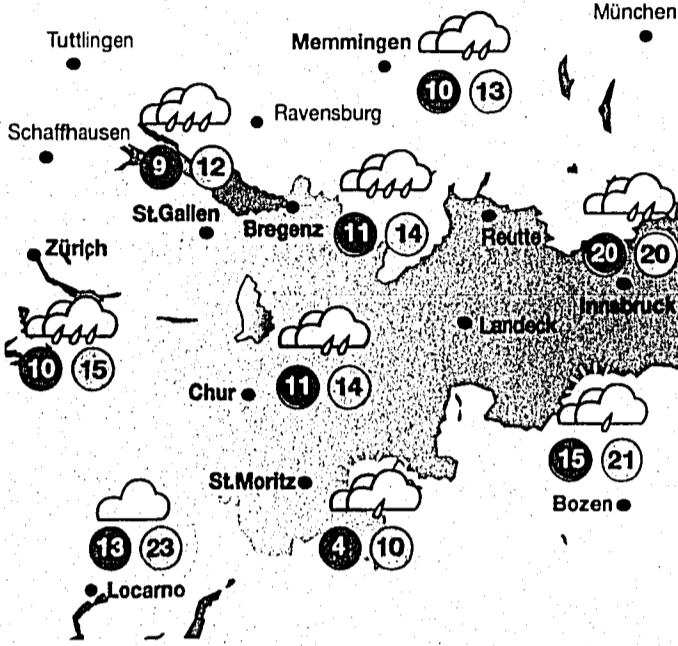 München
Tuttlingen
Memmingen
10 13
Ravensburg
Schaffhausen
9 12
St.Gallen
Bregenz
11 14
Reutte
20 20
Zürich
Innsbruck
Landeck
10 15
Chur
11 14
15 21
St.Moritz
Bozen
13 23
4 10
Locarno